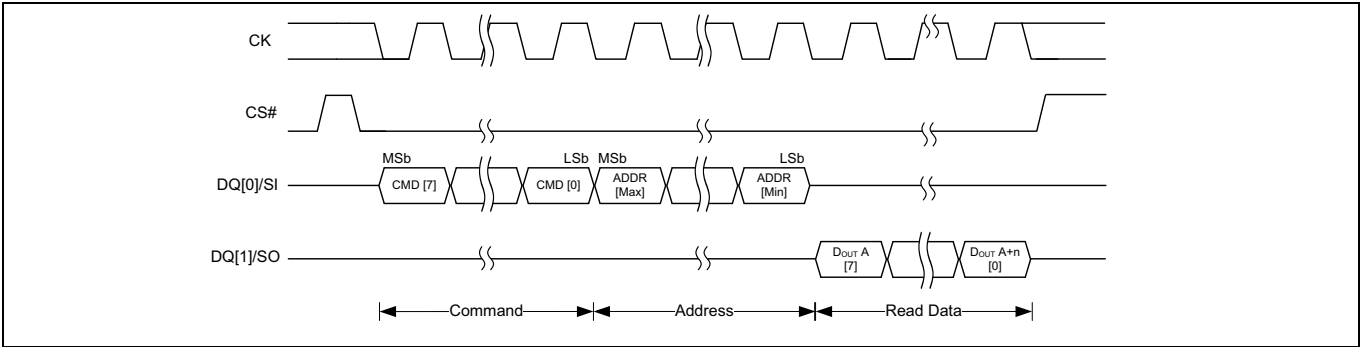 CK
CS#
MSb LSb MSb LSb
DQ[0]/SI CMD [7] CMD [0] ADDR [Max] ADDR [Min]
DQ[1]/SO DOUT A [7] DOUT A+n [0]
Command Address Read Data